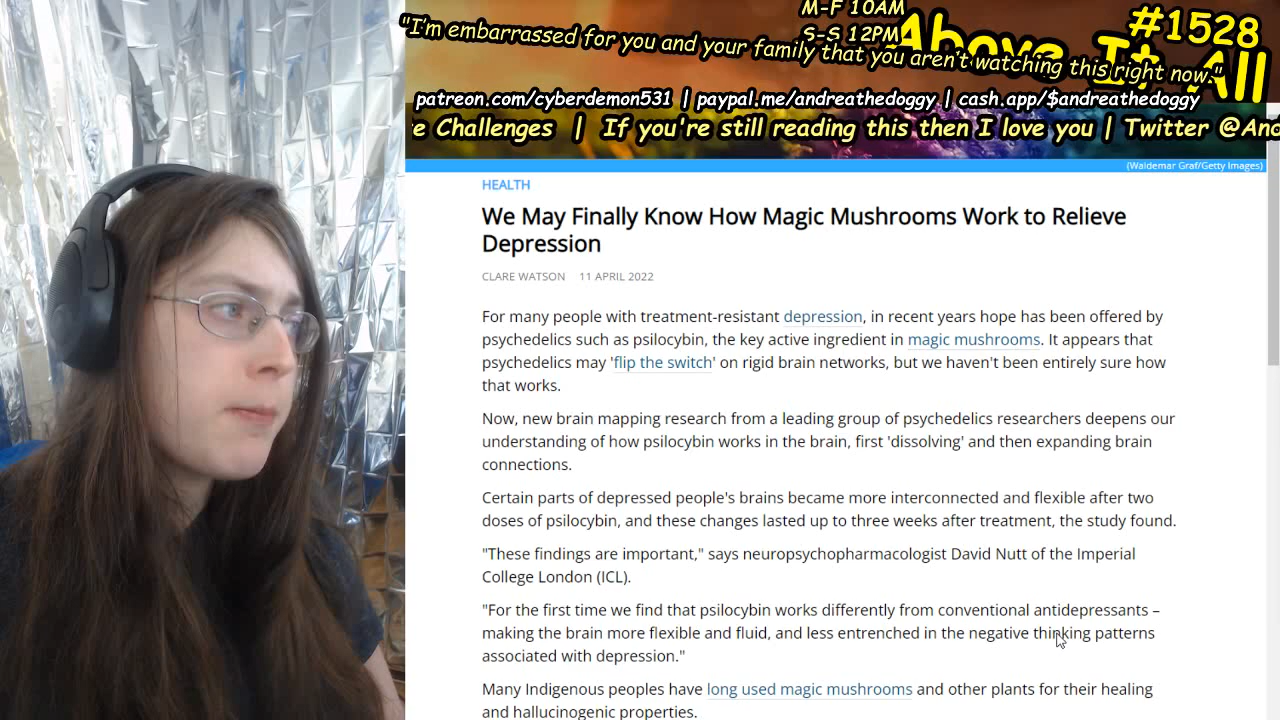 M-F 10AM
S-S 12PM
Above It All
#1528
"I'm embarrassed for you and your family that you aren't watching this right now."
patreon.com/cyberdemon531 | paypal.me/andreathedoggy | cash.app/$andreathedoggy
e Challenges | If you're still reading this then I love you | Twitter @And
(Waldemar Graf/Getty Images)
HEALTH
We May Finally Know How Magic Mushrooms Work to Relieve
Depression
CLARE WATSON 11 APRIL 2022
For many people with treatment-resistant depression, in recent years hope has been offered by
psychedelics such as psilocybin, the key active ingredient in magic mushrooms. It appears that
psychedelics may 'flip the switch' on rigid brain networks, but we haven't been entirely sure how
that works.
Now, new brain mapping research from a leading group of psychedelics researchers deepens our
understanding of how psilocybin works in the brain, first 'dissolving' and then expanding brain
connections.
Certain parts of depressed people's brains became more interconnected and flexible after two
doses of psilocybin, and these changes lasted up to three weeks after treatment, the study found.
"These findings are important," says neuropsychopharmacologist David Nutt of the Imperial
College London (ICL).
"For the first time we find that psilocybin works differently from conventional antidepressants –
making the brain more flexible and fluid, and less entrenched in the negative thinking patterns
associated with depression."
Many Indigenous peoples have long used magic mushrooms and other plants for their healing
and hallucinogenic properties.